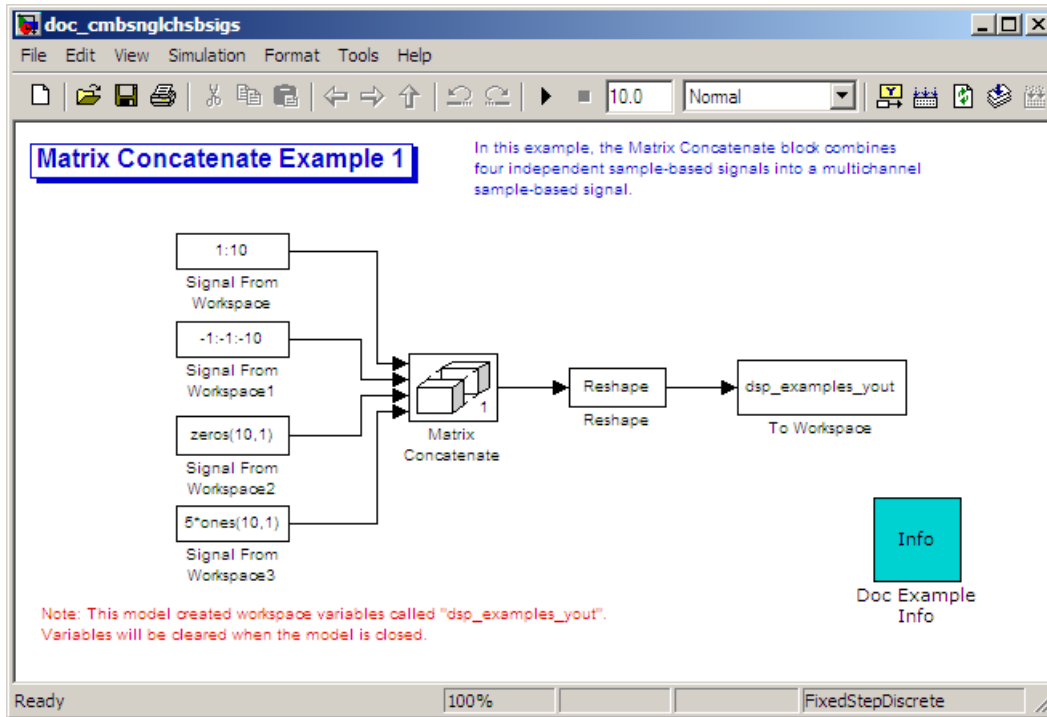 doc_cmbsnglchsbsigs
File Edit View Simulation Format Tools Help
10.0 Normal
Matrix Concatenate Example 1
In this example, the Matrix Concatenate block combines
four independent sample-based signals into a multichannel
sample-based signal.
1:10
Signal From
Workspace
-1:-1:-10
Signal From
Workspace1
zeros(10,1)
Signal From
Workspace2
5*ones(10,1)
Signal From
Workspace3
1
Matrix
Concatenate
Reshape
Reshape
dsp_examples_yout
To Workspace
Info
Doc Example
Info
Note: This model created workspace variables called "dsp_examples_yout".
Variables will be cleared when the model is closed.
Ready 100% FixedStepDiscrete